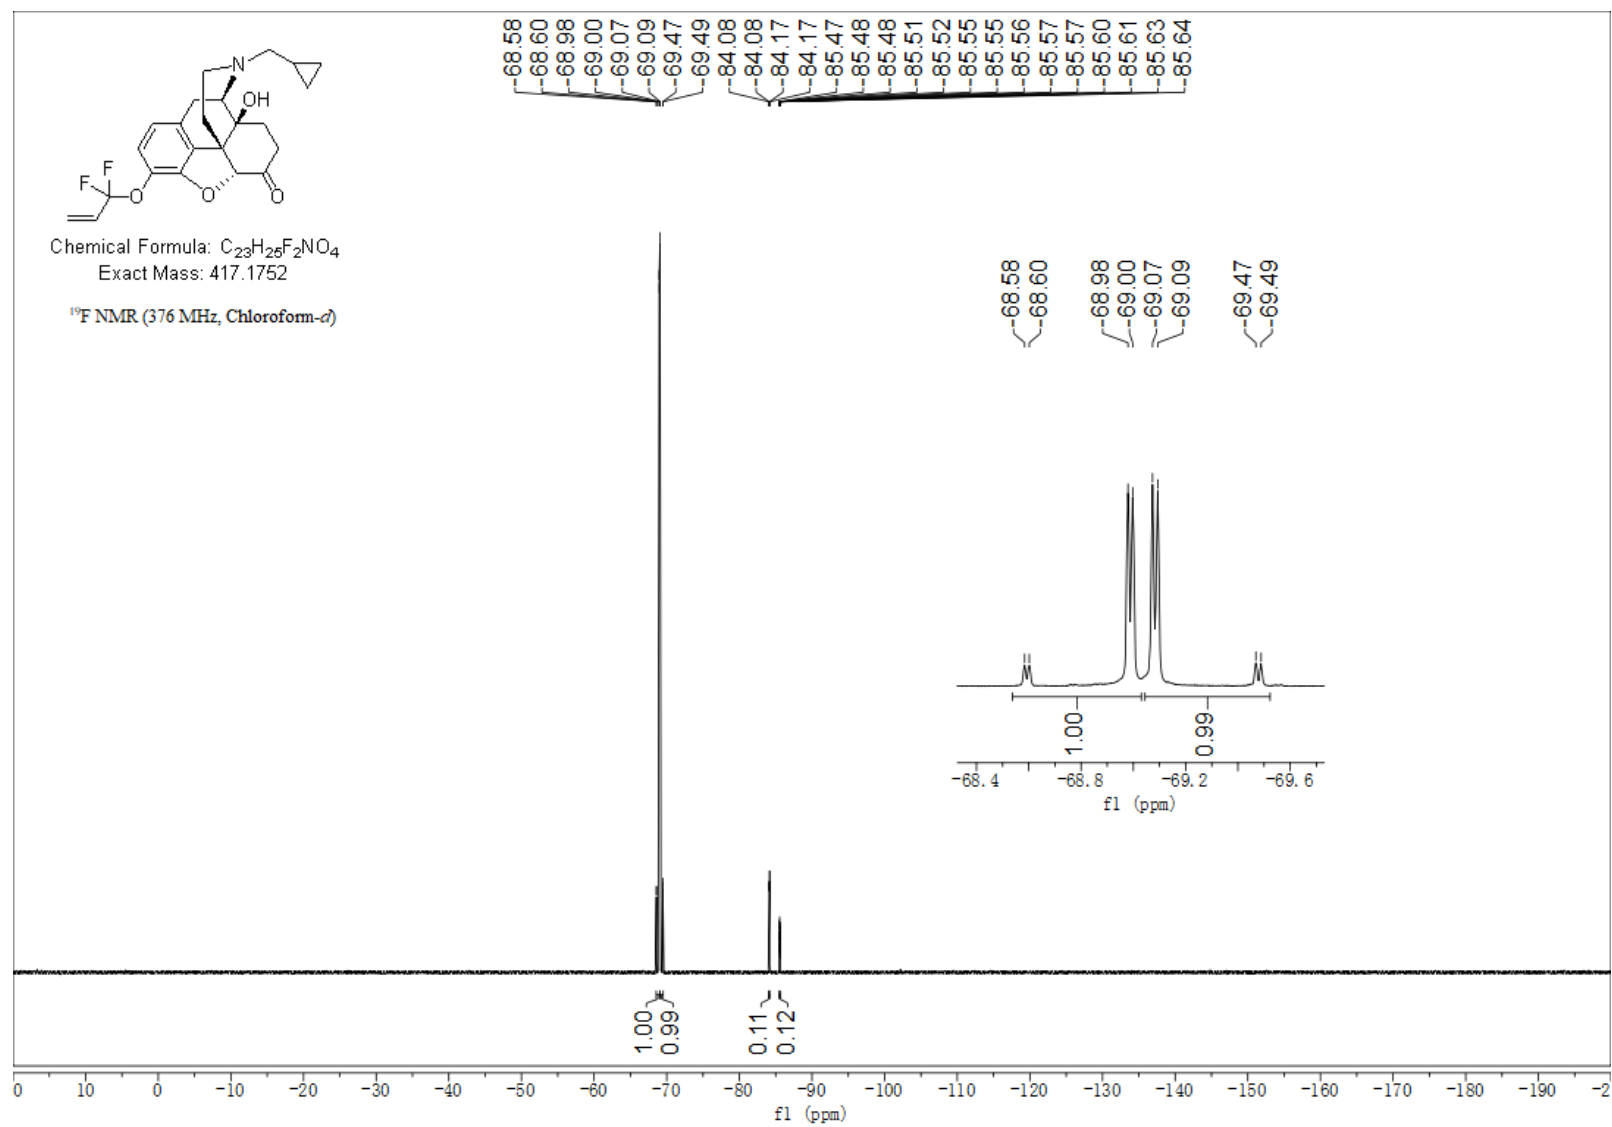 -68.58
-68.60
-68.98
-69.00
-69.07
-69.09
-69.47
-69.49
-84.08
-84.08
-84.17
-84.17
-85.47
-85.48
-85.48
-85.51
-85.52
-85.55
-85.55
-85.56
-85.57
-85.57
-85.60
-85.61
-85.63
-85.64
N
OH
F
F
O
O
O
Chemical Formula: C₂₃H₂₅F₂NO₄
Exact Mass: 417.1752
¹⁹F NMR (376 MHz, Chloroform-d)
-68.58
-68.60
-68.98
-69.00
-69.07
-69.09
-69.47
-69.49
1.00
0.99
-68.4 -68.8 -69.2 -69.6
f1 (ppm)
1.00
0.99
0.11
0.12
0 10 0 -10 -20 -30 -40 -50 -60 -70 -80 -90 -100 -110 -120 -130 -140 -150 -160 -170 -180 -190 -2
f1 (ppm)